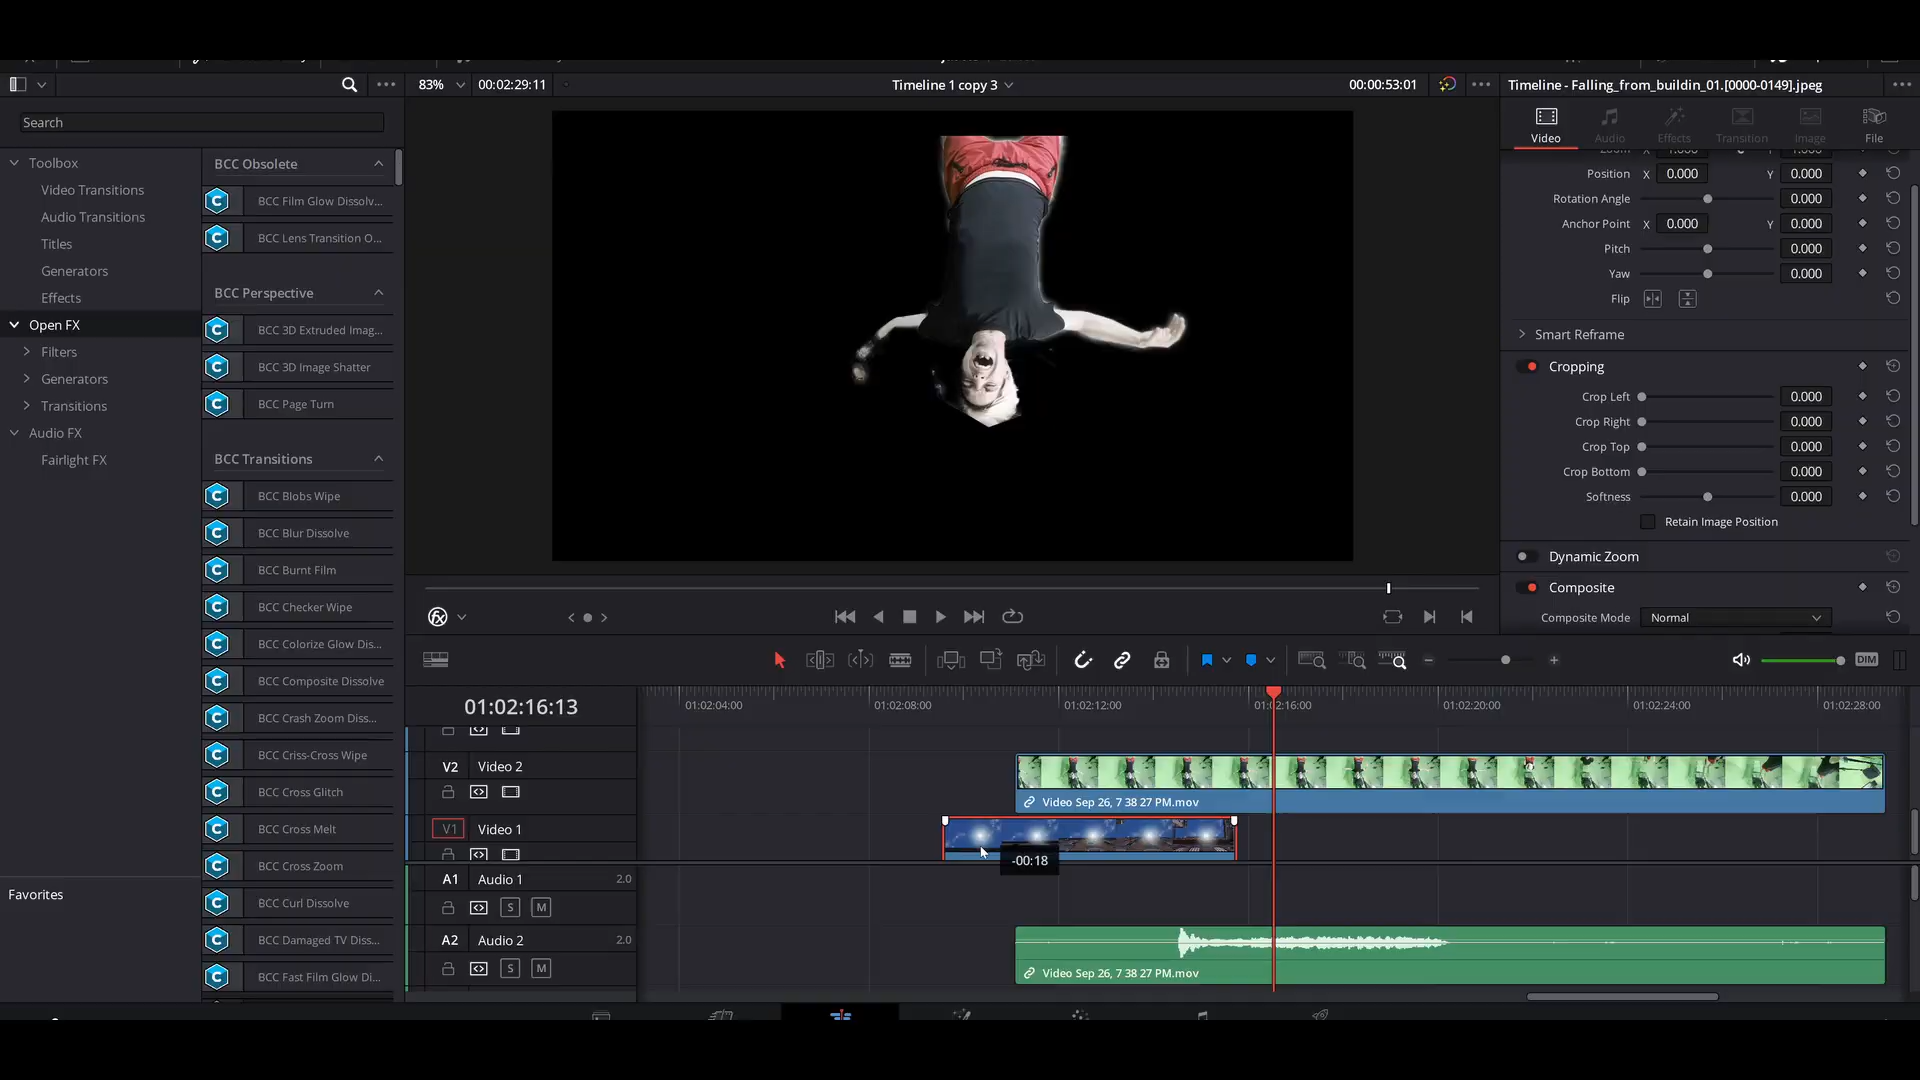 83%
00:02:29:11
Timeline 1 copy 3
00:00:53:01
Timeline - Falling_from_buildin_01.[0000-0149].jpeg
Search
Toolbox
Video Transitions
Audio Transitions
Titles
Generators
Effects
Open FX
Filters
Generators
Transitions
Audio FX
Fairlight FX
Favorites
BCC Obsolete
BCC Film Glow Dissolv...
BCC Lens Transition O...
BCC Perspective
BCC 3D Extruded Imag...
BCC 3D Image Shatter
BCC Page Turn
BCC Transitions
BCC Blobs Wipe
BCC Blur Dissolve
BCC Burnt Film
BCC Checker Wipe
BCC Colorize Glow Dis...
BCC Composite Dissolve
BCC Crash Zoom Diss...
BCC Criss-Cross Wipe
BCC Cross Glitch
BCC Cross Melt
BCC Cross Zoom
BCC Curl Dissolve
BCC Damaged TV Diss...
BCC Fast Film Glow Di...
Video
Audio
Effects
Transition
Image
File
Position X 0.000 Y 0.000
Rotation Angle 0.000
Anchor Point X 0.000 Y 0.000
Pitch 0.000
Yaw 0.000
Flip
Smart Reframe
Cropping
Crop Left 0.000
Crop Right 0.000
Crop Top 0.000
Crop Bottom 0.000
Softness 0.000
Retain Image Position
Dynamic Zoom
Composite
Composite Mode Normal
DIM
01:02:16:13
01:02:04:00
01:02:08:00
01:02:12:00
01:02:16:00
01:02:20:00
01:02:24:00
01:02:28:00
V2 Video 2
Video Sep 26, 7 38 27 PM.mov
V1 Video 1
-00:18
A1 Audio 1 2.0
S M
A2 Audio 2 2.0
S M
Video Sep 26, 7 38 27 PM.mov